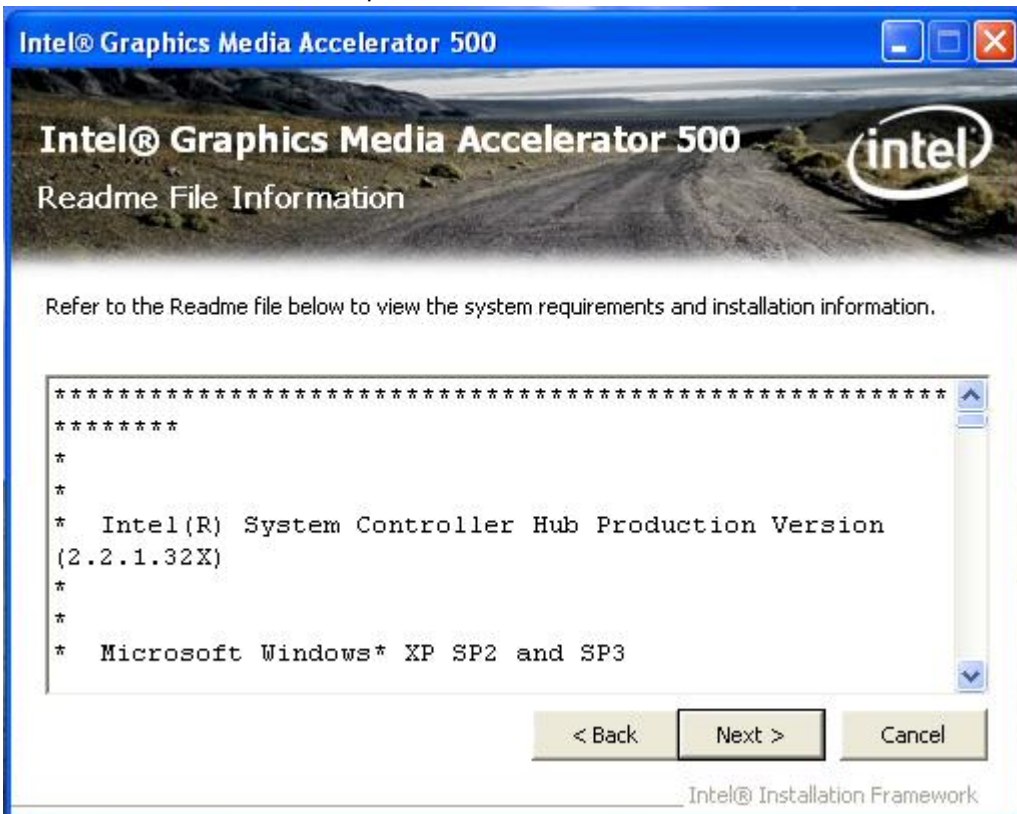 Intel® Graphics Media Accelerator 500
Intel® Graphics Media Accelerator 500
intel
Readme File Information
Refer to the Readme file below to view the system requirements and installation information.
********************************************************
********
*
*
*  Intel(R) System Controller Hub Production Version
(2.2.1.32X)
*
*
*  Microsoft Windows* XP SP2 and SP3
< Back
Next >
Cancel
Intel® Installation Framework